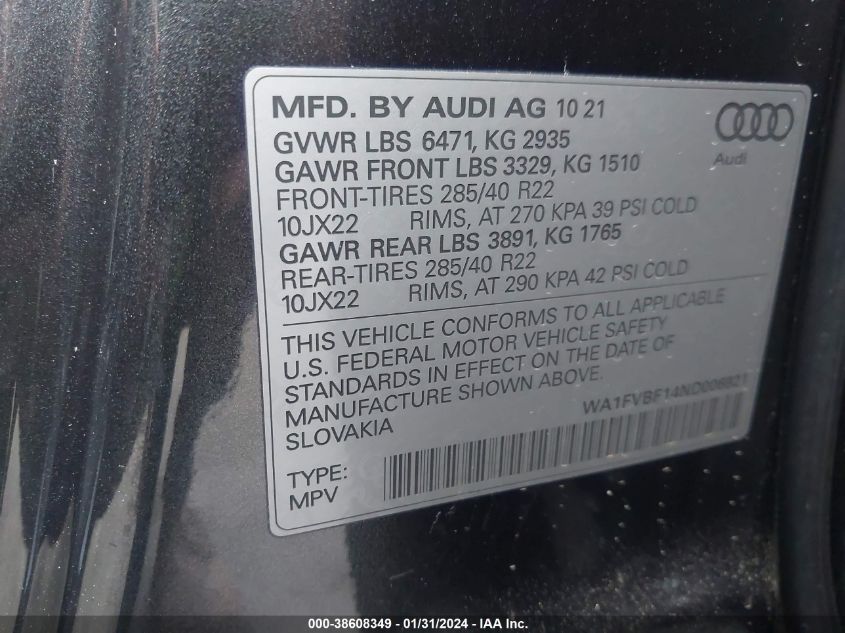 MFD. BY AUDI AG 10 21
GVWR LBS 6471, KG 2935
GAWR FRONT LBS 3329, KG 1510
FRONT-TIRES 285/40 R22
10JX22 RIMS, AT 270 KPA 39 PSI COLD
GAWR REAR LBS 3891, KG 1765
REAR-TIRES 285/40 R22
10JX22 RIMS, AT 290 KPA 42 PSI COLD
Audi
THIS VEHICLE CONFORMS TO ALL APPLICABLE
U.S. FEDERAL MOTOR VEHICLE SAFETY
STANDARDS IN EFFECT ON THE DATE OF
MANUFACTURE SHOWN ABOVE.
SLOVAKIA
TYPE:
MPV
000-38608349 / 01/31/2024 - IAA Inc.